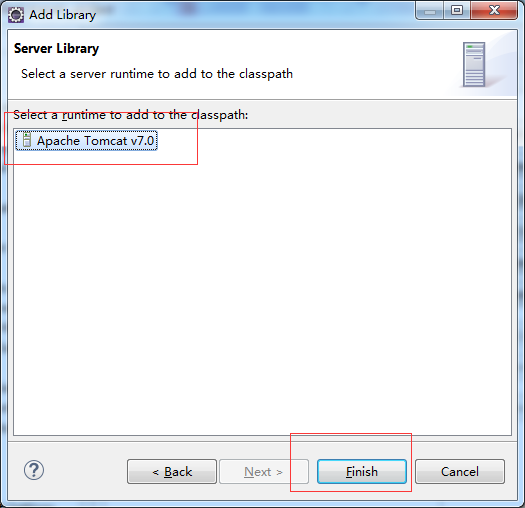 Add Library
Server Library
Select a server runtime to add to the classpath
Select a runtime to add to the classpath:
Apache Tomcat v7.0
?
< Back
Next >
Finish
Cancel